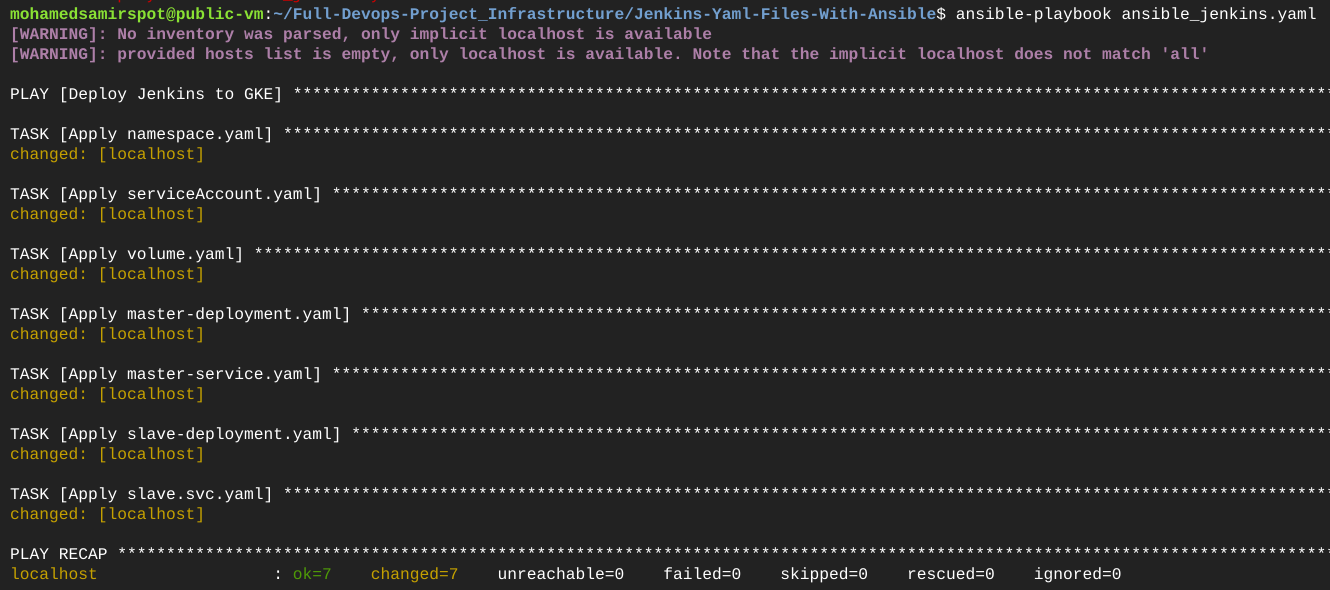 mohamedsamirspot@public-vm:~/Full-Devops-Project_Infrastructure/Jenkins-Yaml-Files-With-Ansible$ ansible-playbook ansible_jenkins.yaml
[WARNING]: No inventory was parsed, only implicit localhost is available
[WARNING]: provided hosts list is empty, only localhost is available. Note that the implicit localhost does not match 'all'
PLAY [Deploy Jenkins to GKE] ***********************************************************************************************************
TASK [Apply namespace.yaml] ************************************************************************************************************
changed: [localhost]
TASK [Apply serviceAccount.yaml] *******************************************************************************************************
changed: [localhost]
TASK [Apply volume.yaml] ***************************************************************************************************************
changed: [localhost]
TASK [Apply master-deployment.yaml] ****************************************************************************************************
changed: [localhost]
TASK [Apply master-service.yaml] *******************************************************************************************************
changed: [localhost]
TASK [Apply slave-deployment.yaml] *****************************************************************************************************
changed: [localhost]
TASK [Apply slave.svc.yaml] ************************************************************************************************************
changed: [localhost]
PLAY RECAP *****************************************************************************************************************************
localhost                  : ok=7    changed=7    unreachable=0    failed=0    skipped=0    rescued=0    ignored=0